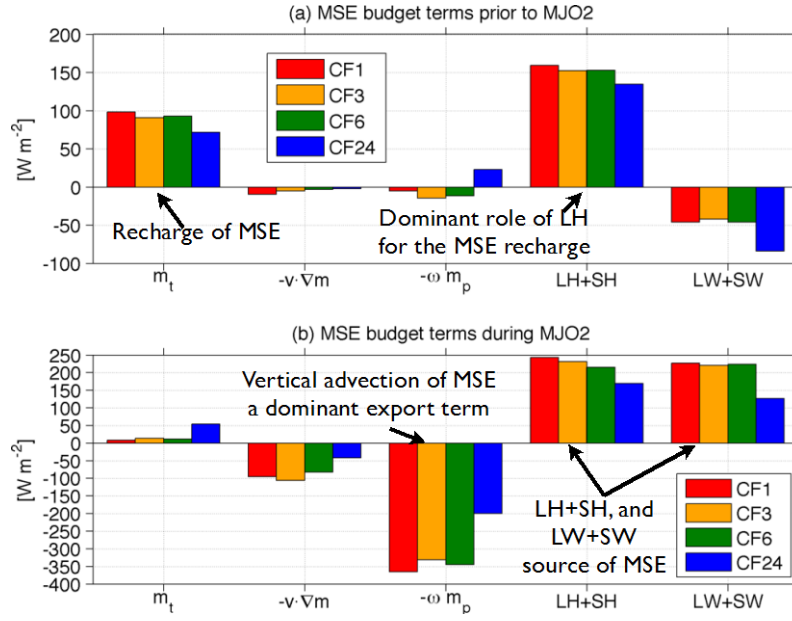 (a) MSE budget terms prior to MJO2
[W m⁻²]
200
150
100
50
0
-50
-100
CF1
CF3
CF6
CF24
Recharge of MSE
Dominant role of LH
for the MSE recharge
mₜ
-v·∇m
-ω mₚ
LH+SH
LW+SW
(b) MSE budget terms during MJO2
[W m⁻²]
250
200
150
100
50
0
-50
-100
-150
-200
-250
-300
-350
-400
Vertical advection of MSE
a dominant export term
LH+SH, and
LW+SW
source of MSE
CF1
CF3
CF6
CF24
mₜ
-v·∇m
-ω mₚ
LH+SH
LW+SW